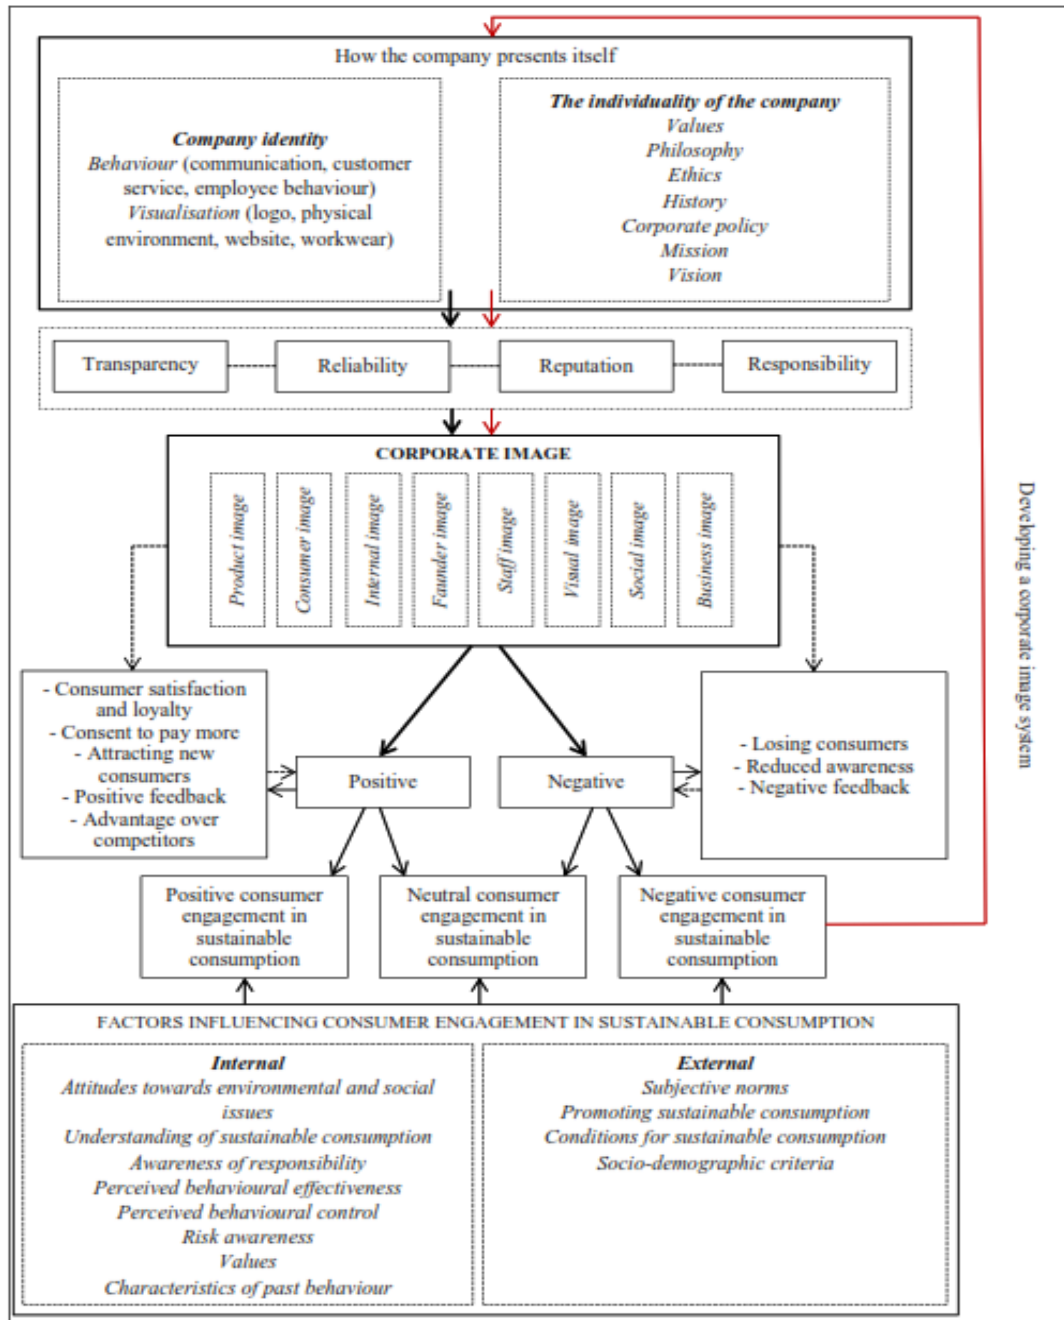 How the company presents itself
Company identity
Behaviour (communication, customer
service, employee behaviour)
Visualisation (logo, physical
environment, website, workwear)
The individuality of the company
Values
Philosophy
Ethics
History
Corporate policy
Mission
Vision
Transparency
Reliability
Reputation
Responsibility
CORPORATE IMAGE
Product image
Consumer image
Internal image
Faunder image
Staff image
Visual image
Social image
Business image
Developing a corporate image system
- Consumer satisfaction
and loyalty
- Consent to pay more
- Attracting new
consumers
- Positive feedback
- Advantage over
competitors
Positive
Negative
- Losing consumers
- Reduced awareness
- Negative feedback
Positive consumer
engagement in
sustainable
consumption
Neutral consumer
engagement in
sustainable
consumption
Negative consumer
engagement in
sustainable
consumption
FACTORS INFLUENCING CONSUMER ENGAGEMENT IN SUSTAINABLE CONSUMPTION
Internal
Attitudes towards environmental and social
issues
Understanding of sustainable consumption
Awareness of responsibility
Perceived behavioural effectiveness
Perceived behavioural control
Risk awareness
Values
Characteristics of past behaviour
External
Subjective norms
Promoting sustainable consumption
Conditions for sustainable consumption
Socio-demographic criteria